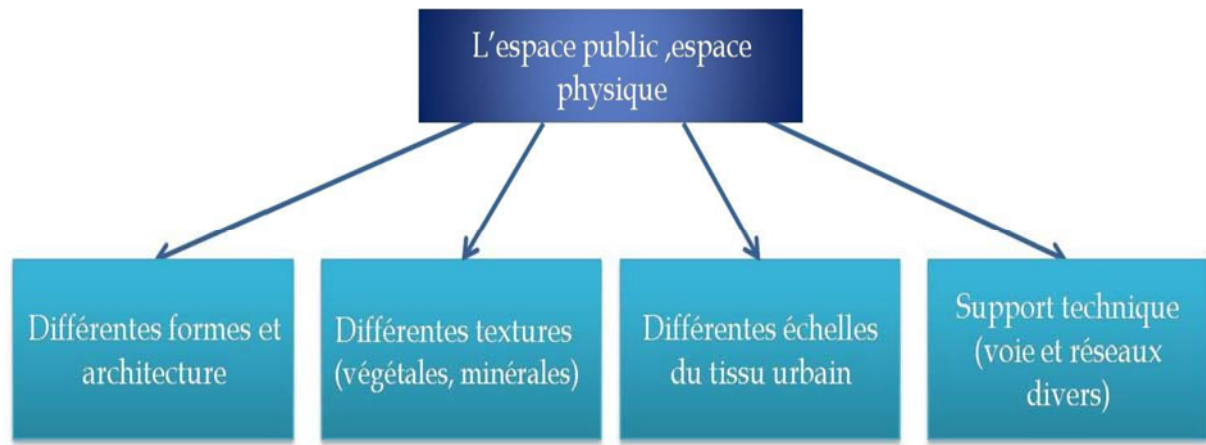 L'espace public ,espace
physique
Différentes formes et
architecture
Différentes textures
(végétales, minérales)
Différentes échelles
du tissu urbain
Support technique
(voie et réseaux
divers)